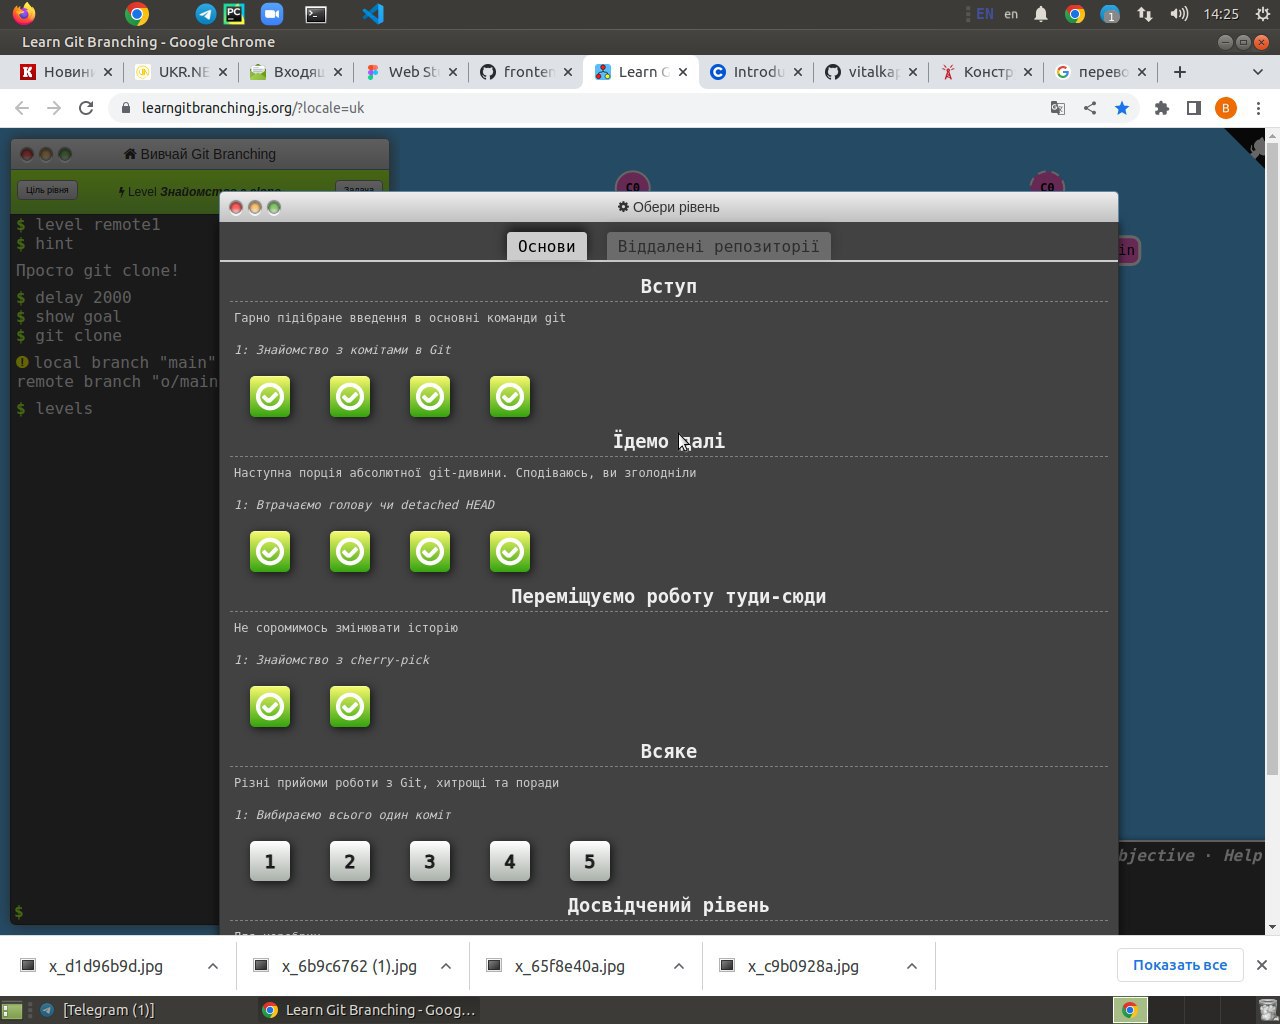 EN
en
1
14:25
Learn Git Branching - Google Chrome
Новини
UKR.NE
Входящ
Web St
fronten
Learn G
Introdu
vitalkap
Констр
перево
learngitbranching.js.org/?locale=uk
B
Вивчай Git Branching
Ціль рівня
Level Знайомство з clone
Задача
C0
C0
in
$ level remote1
$ hint
Просто git clone!
$ delay 2000
$ show goal
$ git clone
local branch "main"
remote branch "o/main
$ levels
$
Обери рівень
Основи
Віддалені репозиторії
Вступ
Гарно підібране введення в основні команди git
1: Знайомство з комітами в Git
Їдемо далі
Наступна порція абсолютної git-дивини. Сподіваюсь, ви зголодніли
1: Втрачаємо голову чи detached HEAD
Переміщуємо роботу туди-сюди
Не соромимось змінювати історію
1: Знайомство з cherry-pick
Всяке
Різні прийоми роботи з Git, хитрощі та поради
1: Вибираємо всього один коміт
1 2 3 4 5
Досвідчений рівень
bjective · Help
x_d1d96b9d.jpg
x_6b9c6762 (1).jpg
x_65f8e40a.jpg
x_c9b0928a.jpg
Показать все
[Telegram (1)]
Learn Git Branching - Goog...